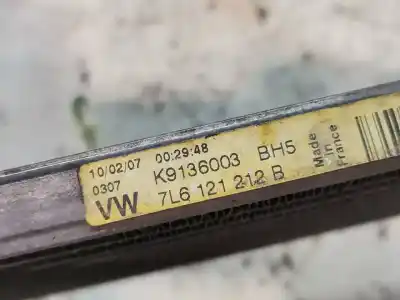 10/02/07 00:29:48
0307 K9136003 BH5
VW 7L6 121 212 B
Made
in
France